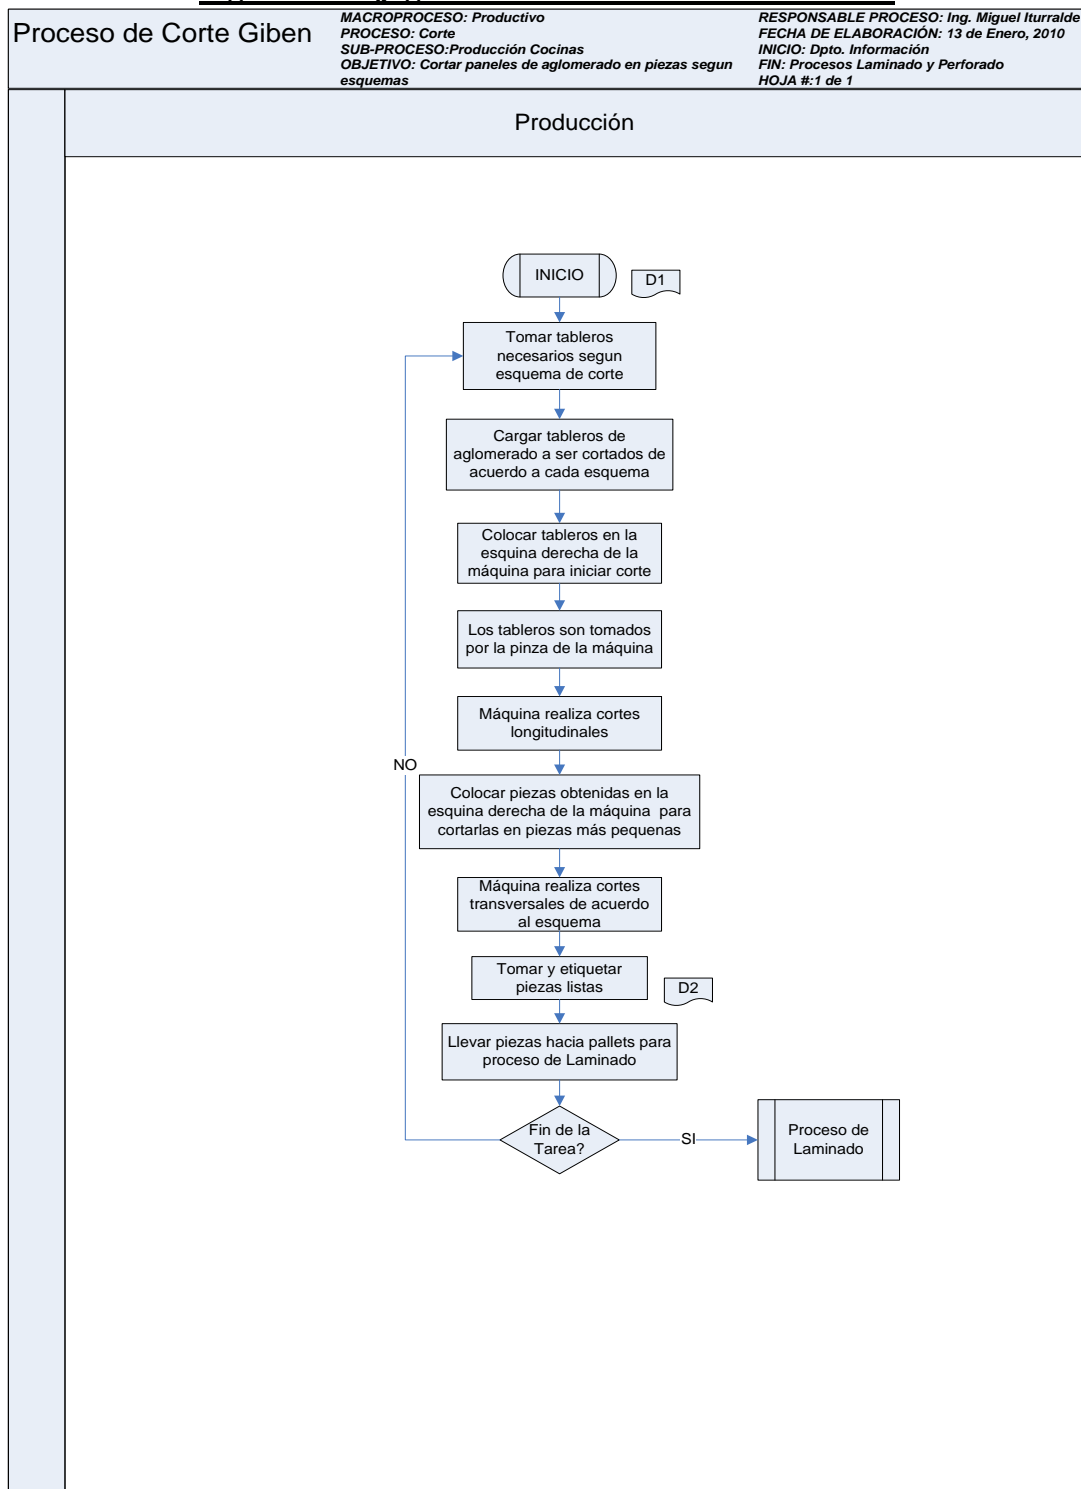 Proceso de Corte Giben
MACROPROCESO: Productivo
PROCESO: Corte
SUB-PROCESO:Producción Cocinas
OBJETIVO: Cortar paneles de aglomerado en piezas segun
esquemas
RESPONSABLE PROCESO: Ing. Miguel Iturralde
FECHA DE ELABORACIÓN: 13 de Enero, 2010
INICIO: Dpto. Información
FIN: Procesos Laminado y Perforado
HOJA #:1 de 1
Producción
INICIO
D1
Tomar tableros
necesarios segun
esquema de corte
Cargar tableros de
aglomerado a ser cortados de
acuerdo a cada esquema
Colocar tableros en la
esquina derecha de la
máquina para iniciar corte
Los tableros son tomados
por la pinza de la máquina
Máquina realiza cortes
longitudinales
NO
Colocar piezas obtenidas en la
esquina derecha de la máquina  para
cortarlas en piezas más pequenas
Máquina realiza cortes
transversales de acuerdo
al esquema
Tomar y etiquetar
piezas listas
D2
Llevar piezas hacia pallets para
proceso de Laminado
Fin de la
Tarea?
SI
Proceso de
Laminado